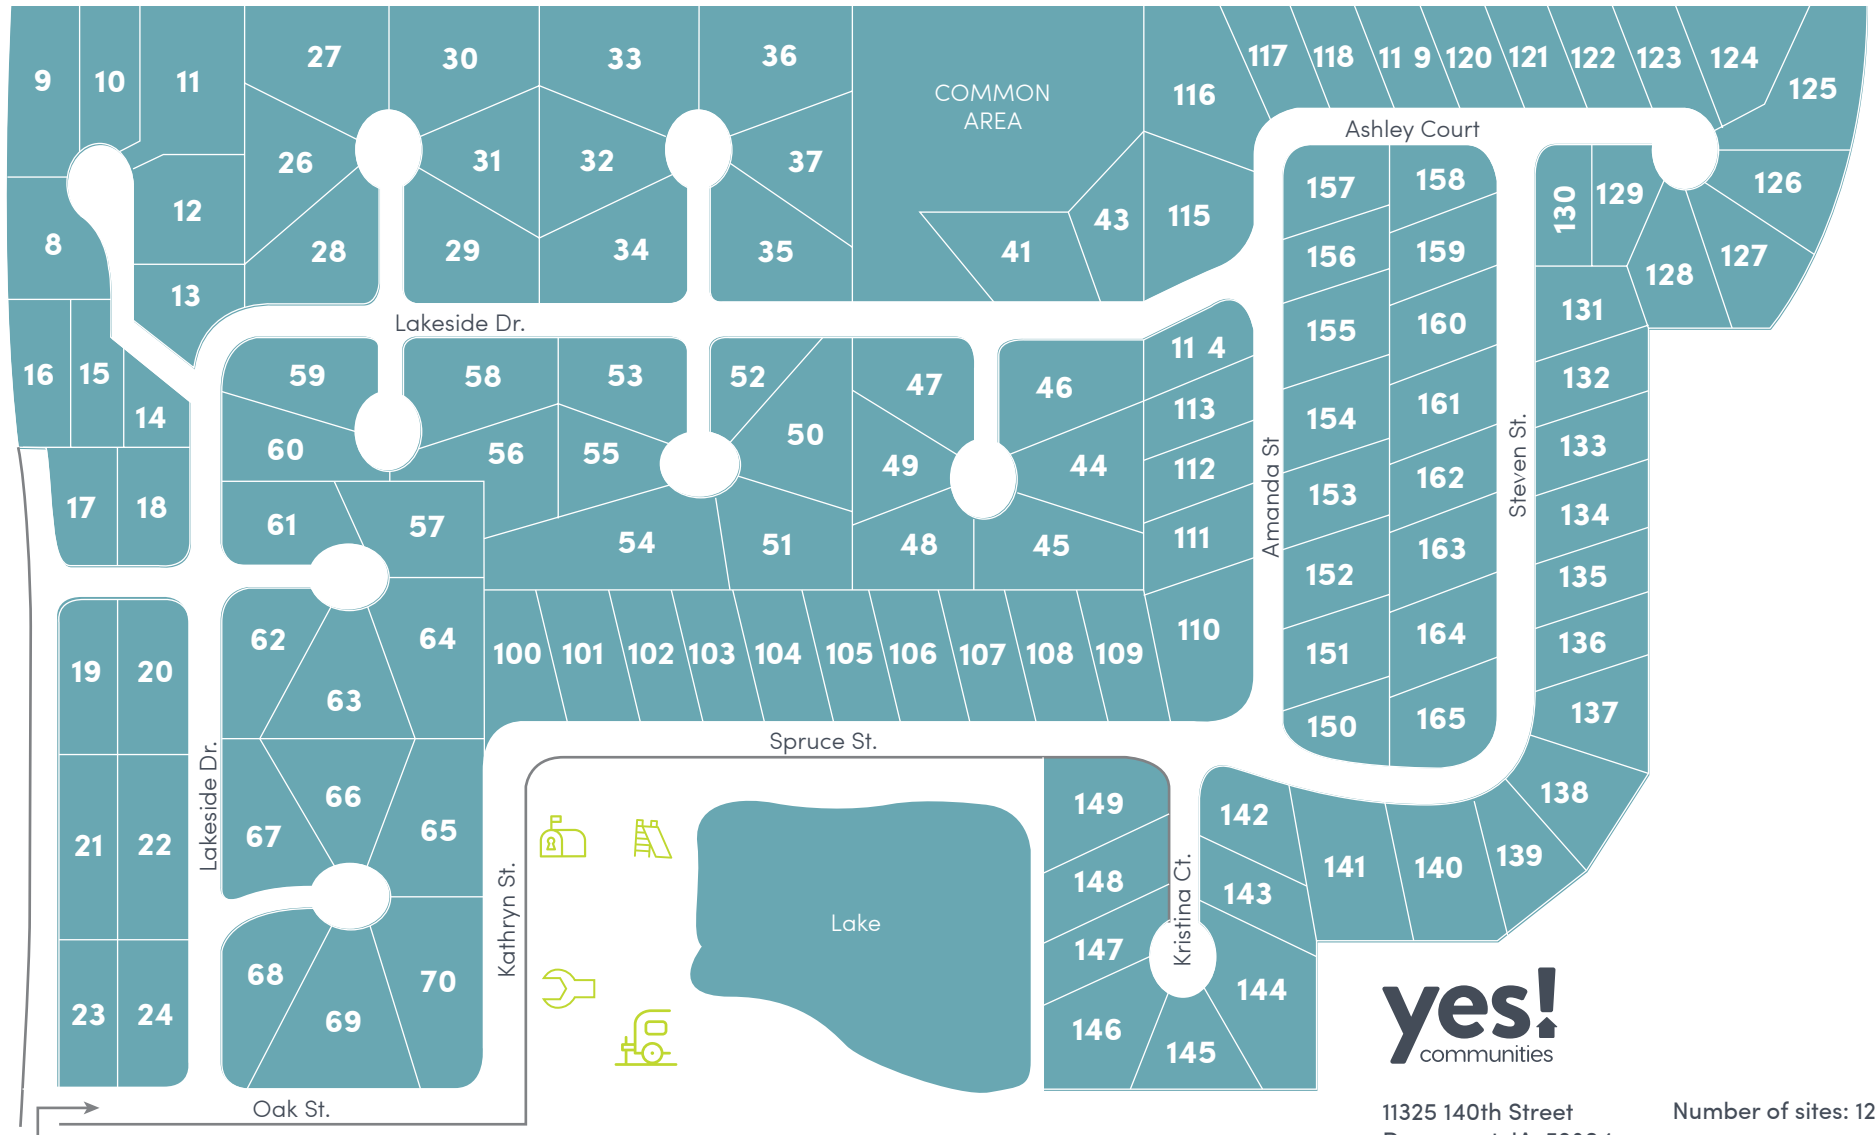 27 30 33 36
9 10 11
COMMON
AREA
116 117 118 11 9 120 121 122 123 124 125
Ashley Court
26 31 32 37
12
8 28 29 34 35
41 43 115
157 158
130 129 126
156 159
128 127
13
Lakeside Dr.
155 160 131
16 15 14
59 58 53 52 47 46
11 4
113
154 161 132
60 56 55 50 49 44
112
Amanda St
Steven St.
153 162 133
17 18 61 57
54 51 48 45
111
134
152 163 135
19 20 62 64
63
100 101 102 103 104 105 106 107 108 109 110
151 164 136
150 165 137
Spruce St.
Lakeside Dr.
66
21 22 67 65
149 142
138
141 140 139
148 143
Kathryn St.
Lake
Kristina Ct.
147
68 70
144
23 24 69
146 145
yes!
communities
Oak St.
11325 140th Street
Number of sites: 12